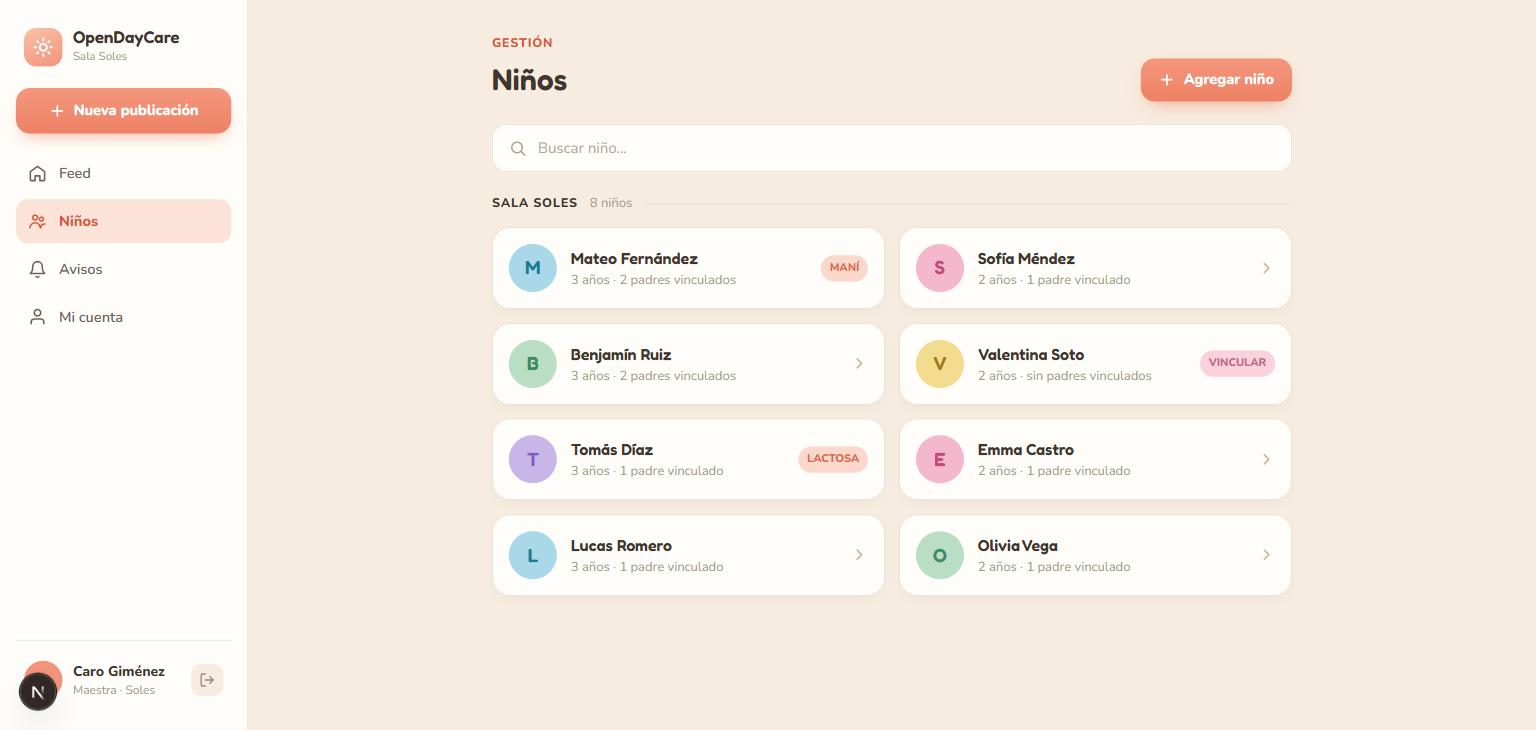 OpenDayCare
Sala Soles
Nueva publicación
Feed
Niños
Avisos
Mi cuenta
Caro Giménez
Maestra · Soles
N
GESTIÓN
Niños
Agregar niño
Buscar niño...
SALA SOLES 8 niños
M
Mateo Fernández
3 años · 2 padres vinculados
MANÍ
S
Sofía Méndez
2 años · 1 padre vinculado
B
Benjamín Ruiz
3 años · 2 padres vinculados
V
Valentina Soto
2 años · sin padres vinculados
VINCULAR
T
Tomás Díaz
3 años · 1 padre vinculado
LACTOSA
E
Emma Castro
2 años · 1 padre vinculado
L
Lucas Romero
3 años · 1 padre vinculado
O
Olivia Vega
2 años · 1 padre vinculado